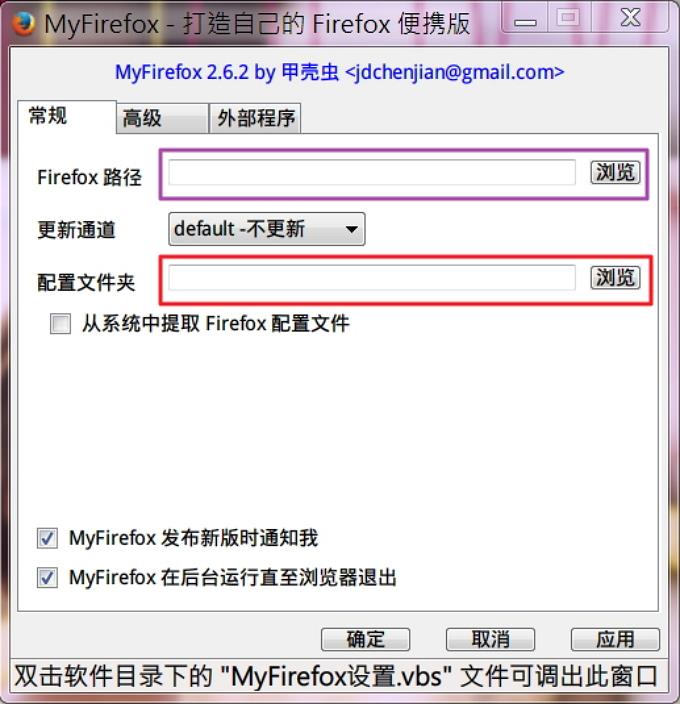 MyFirefox - 打造自己的 Firefox 便携版
MyFirefox 2.6.2 by 甲壳虫 <jdchenjian@gmail.com>
常规 高级 外部程序
Firefox 路径 浏览
更新通道 default -不更新
配置文件夹 浏览
从系统中提取 Firefox 配置文件
MyFirefox 发布新版时通知我
MyFirefox 在后台运行直至浏览器退出
确定 取消 应用
双击软件目录下的 "MyFirefox设置.vbs" 文件可调出此窗口